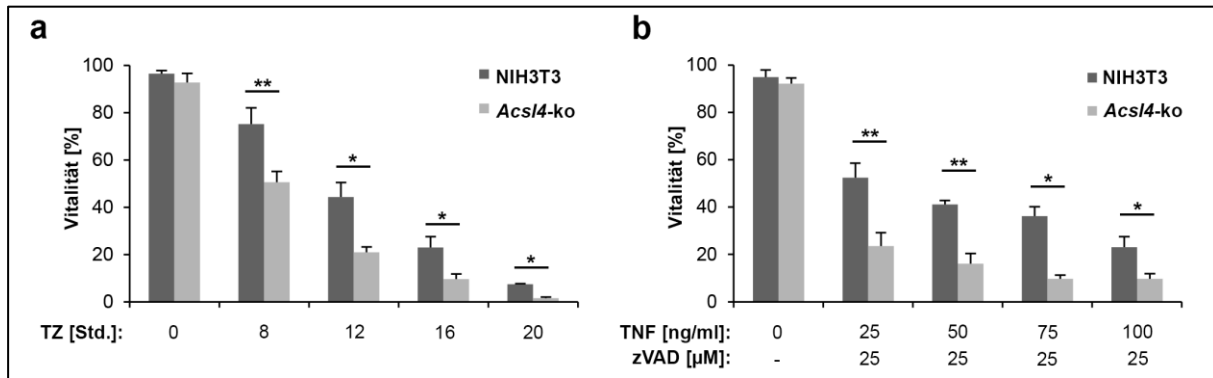 a
Vitalität [%]
100
80
60
40
20
0
** * * *
NIH3T3
Acsl4-ko
TZ [Std.]: 0 8 12 16 20
b
Vitalität [%]
100
80
60
40
20
0
** ** * *
NIH3T3
Acsl4-ko
TNF [ng/ml]: 0 25 50 75 100
zVAD [µM] - 25 25 25 25